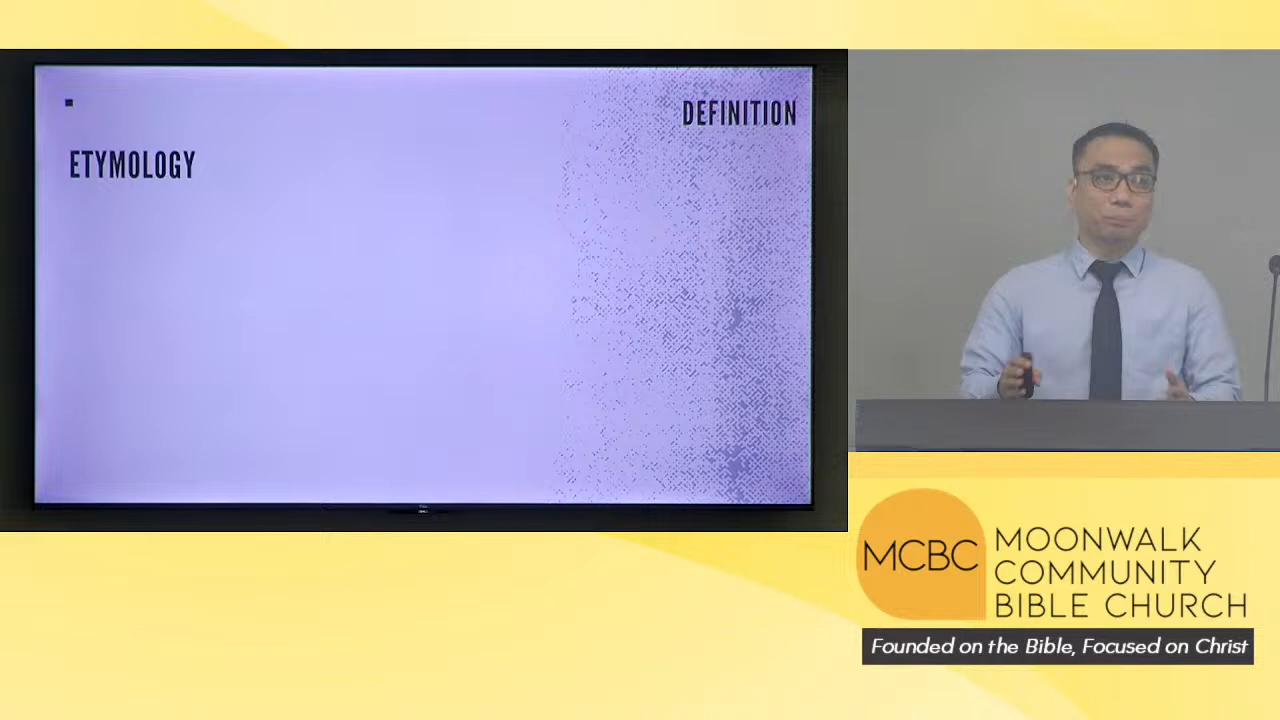 DEFINITION
ETYMOLOGY
MCBC
MOONWALK
COMMUNITY
BIBLE CHURCH
Founded on the Bible, Focused on Christ